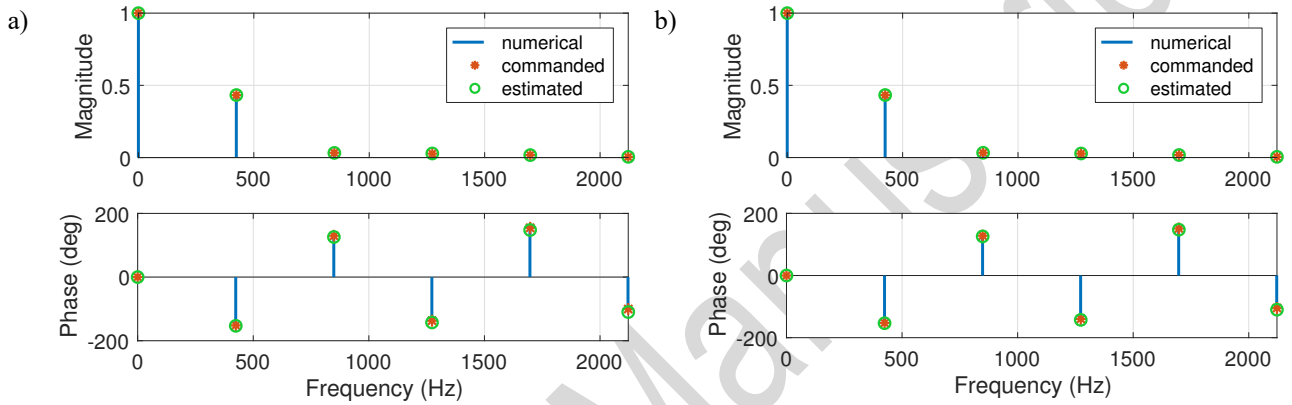 a)
Magnitude
1
0.5
0
numerical
commanded
estimated
0 500 1000 1500 2000
Phase (deg)
200
0
-200
0 500 1000 1500 2000
Frequency (Hz)
b)
Magnitude
1
0.5
0
numerical
commanded
estimated
0 500 1000 1500 2000
Phase (deg)
200
0
-200
0 500 1000 1500 2000
Frequency (Hz)